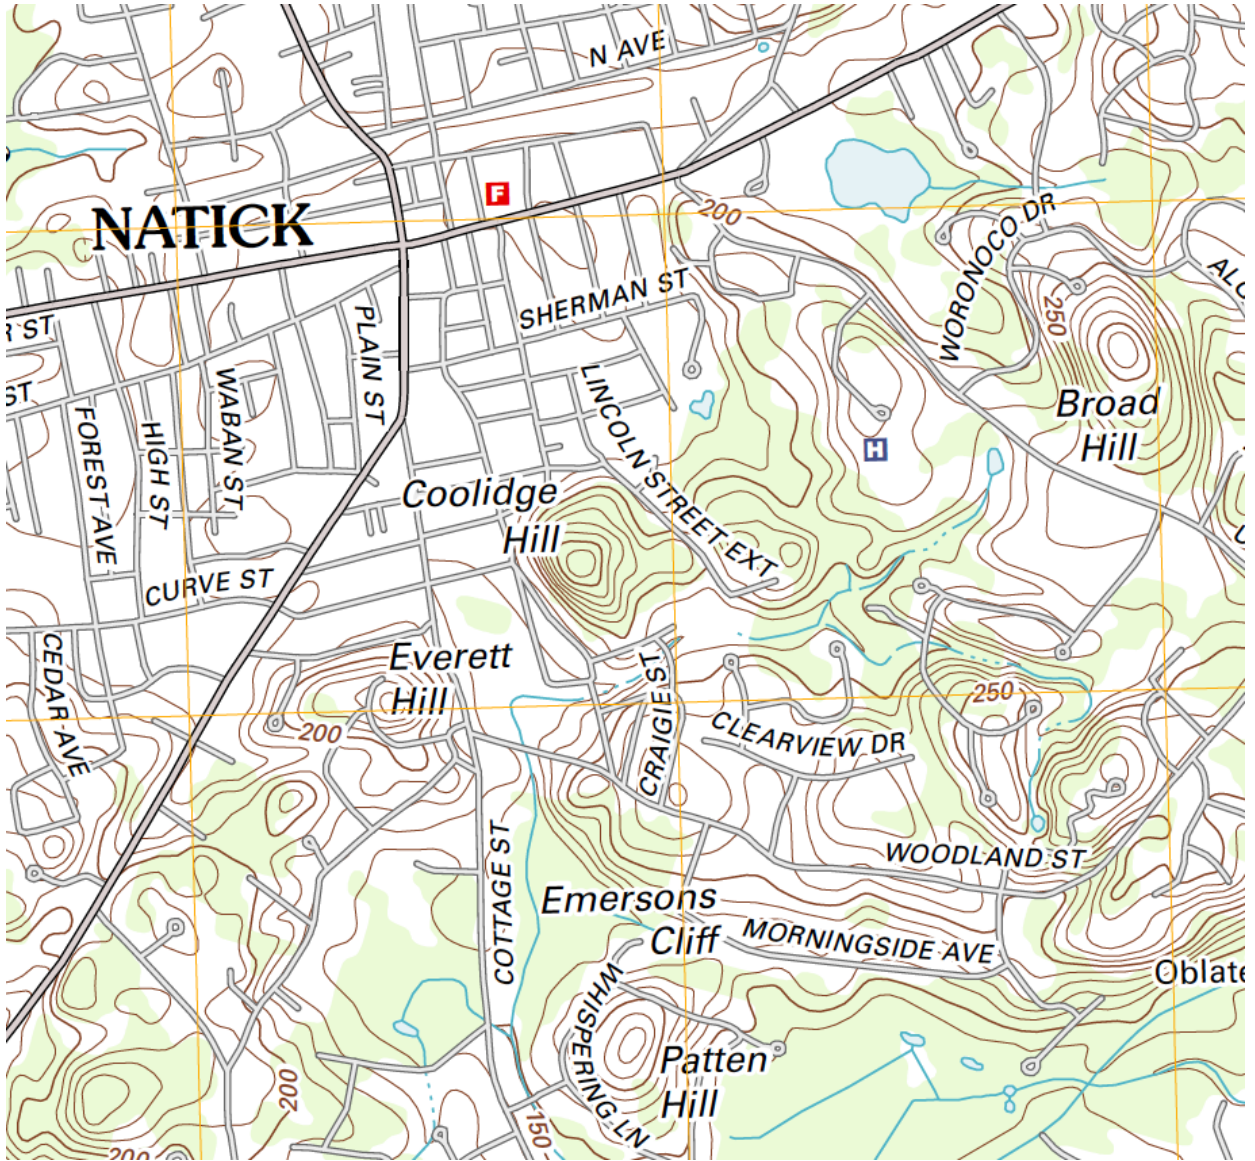 N AVE
F
NATICK
200
WORONOCO DR
SHERMAN ST
250
R ST
PLAIN ST
ST
WABAN ST
LINCOLN STREET EXT
Broad
Hill
FOREST AVE
HIGH ST
H
Coolidge
Hill
CURVE ST
CEDAR AVE
Everett
Hill
200
CRAIGIE ST
250
CLEARVIEW DR
COTTAGE ST
WOODLAND ST
Emersons
Cliff
MORNINGSIDE AVE
Oblate
WHISPERING LN
Patten
Hill
200
150
200